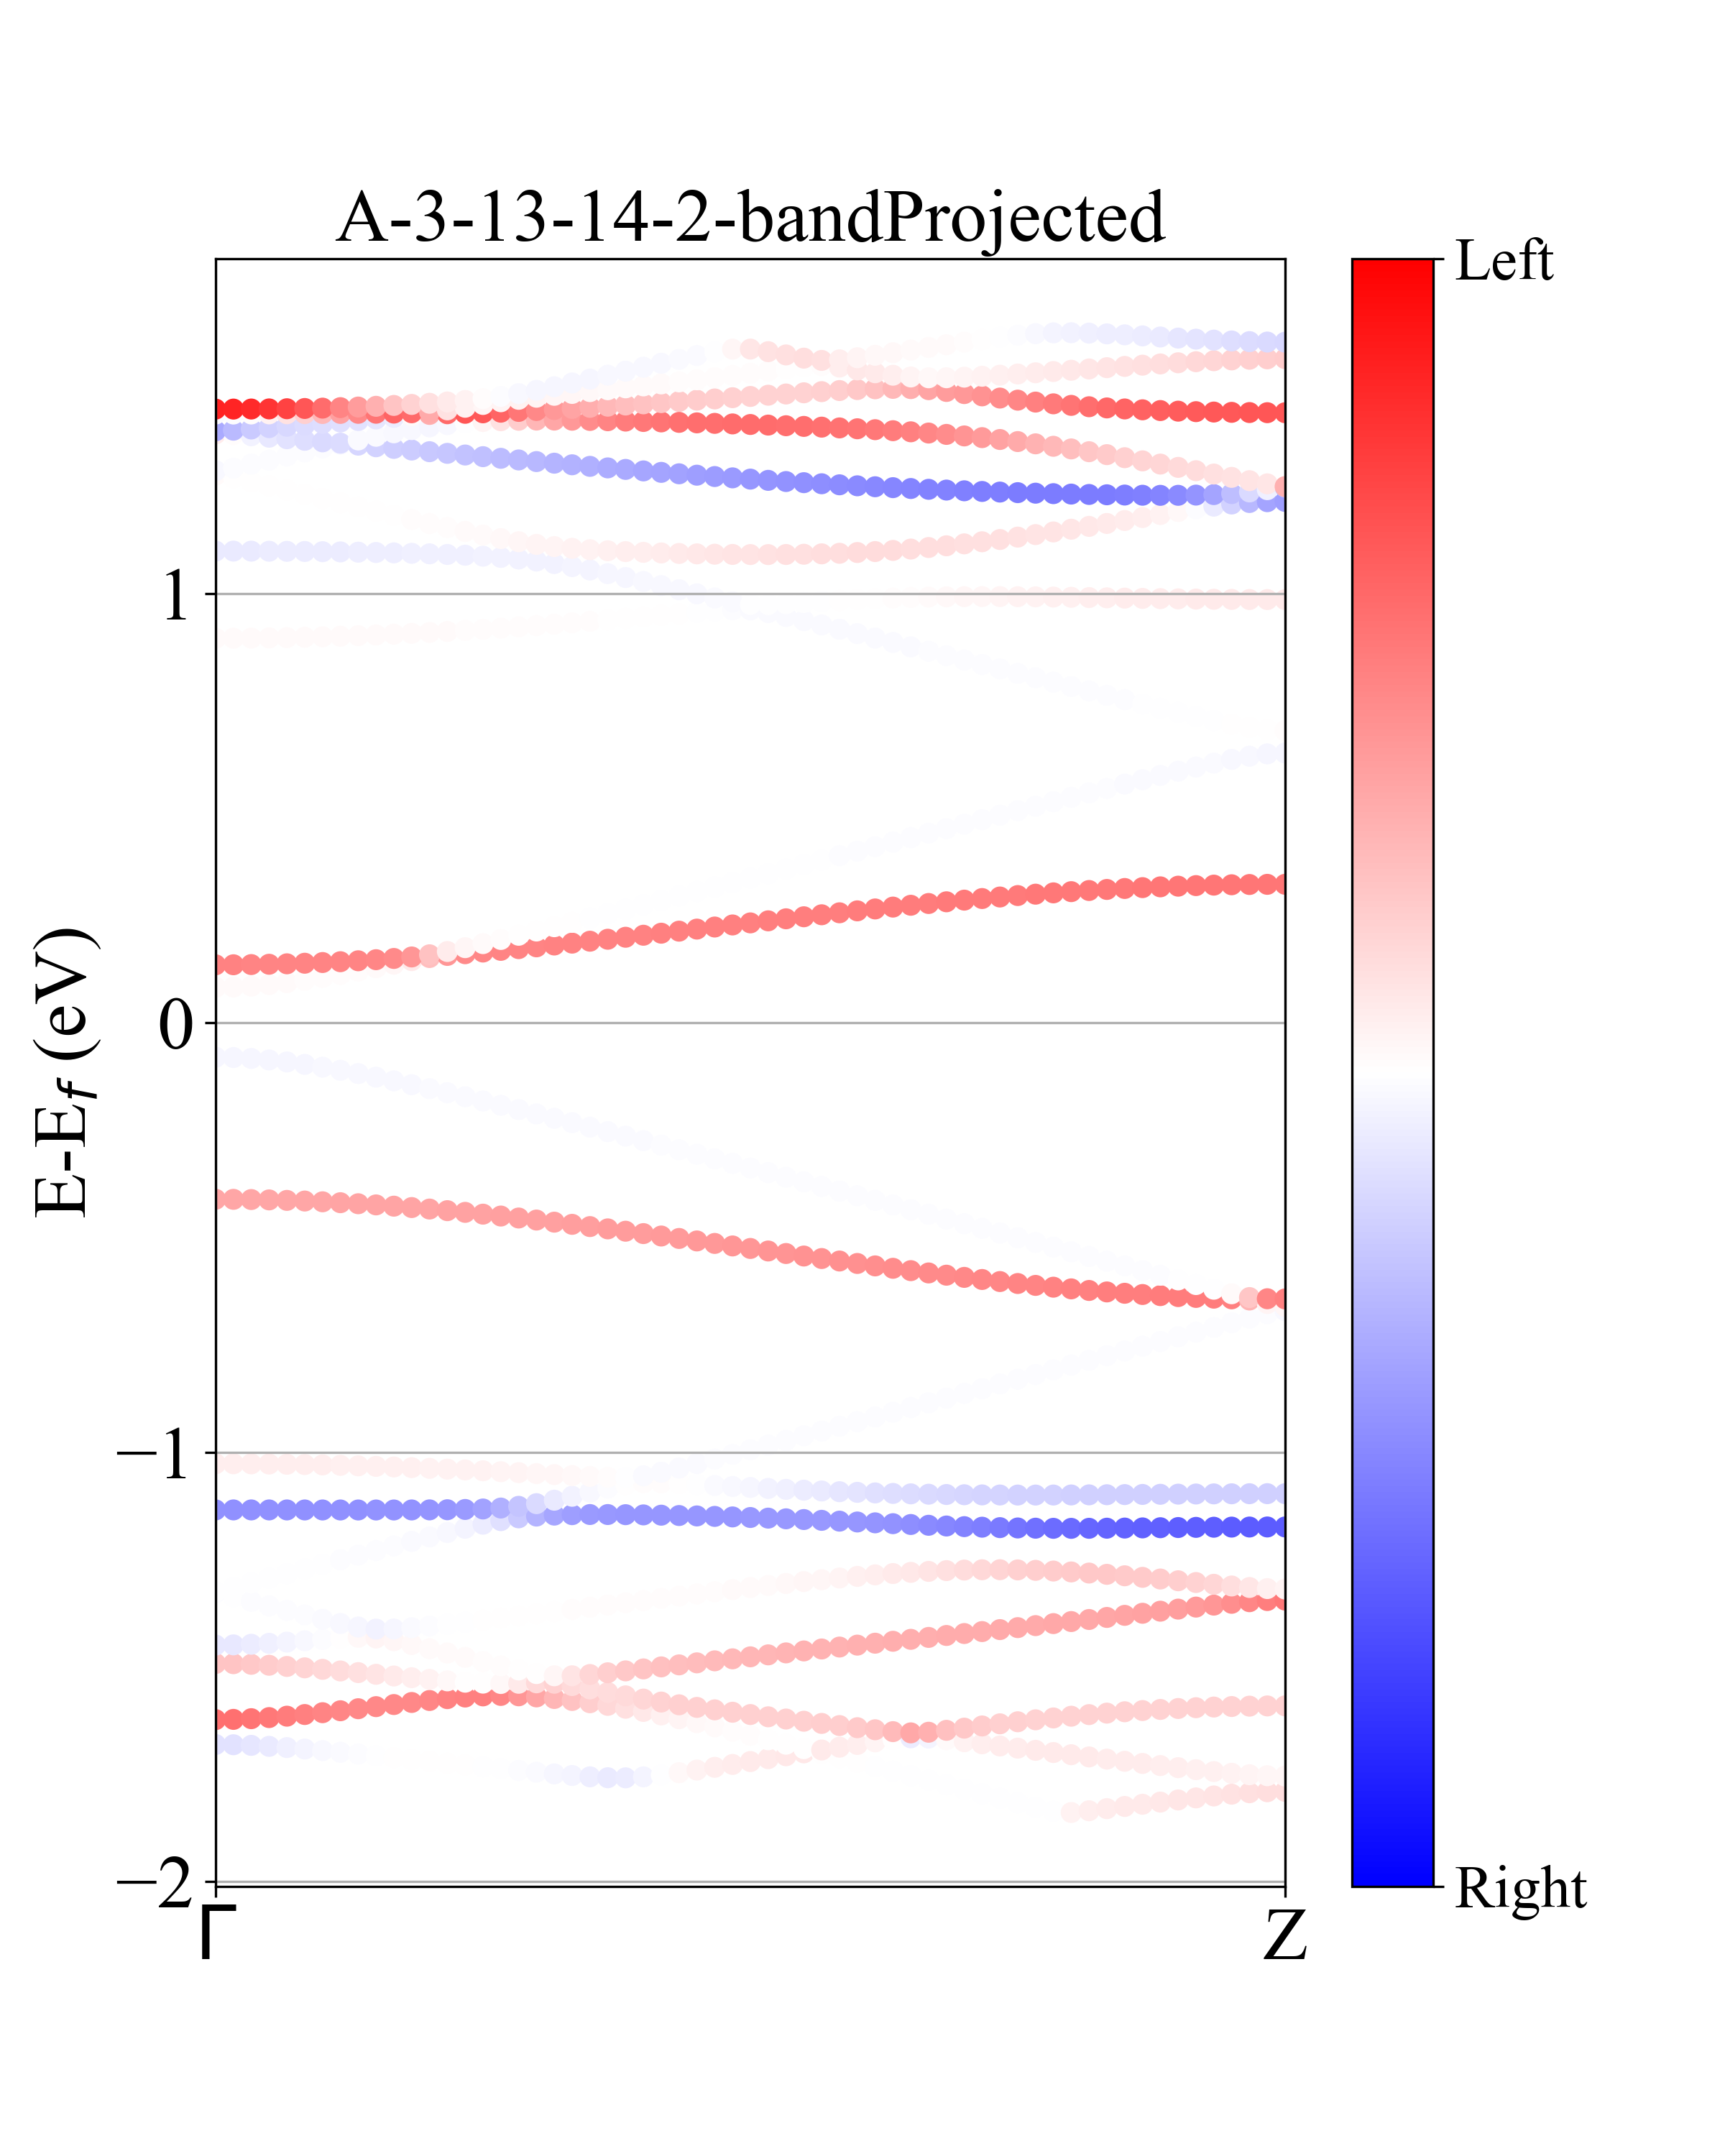 A-3-13-14-2-bandProjected
Left
1
0
−1
−2
E-E_f (eV)
Γ
Z
Right